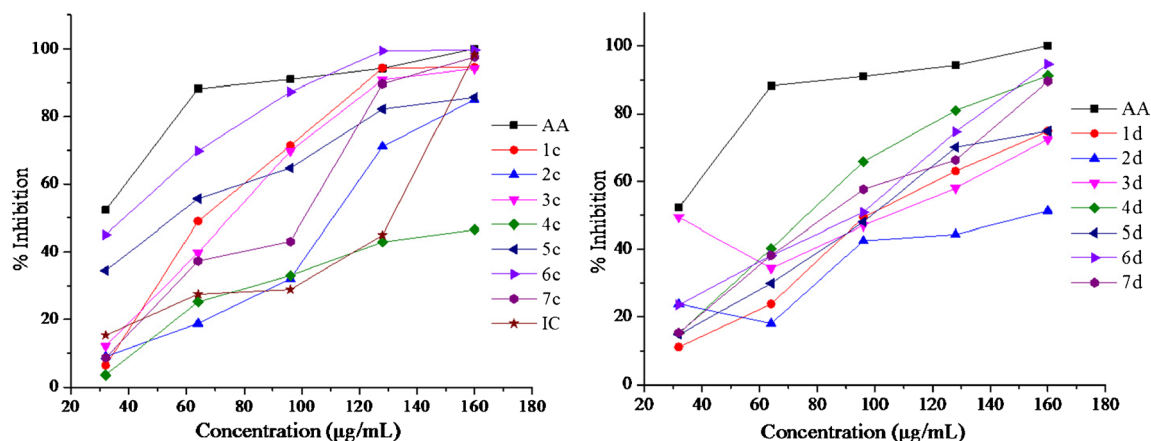 100
80
60
40
20
0
% Inhibition
20 40 60 80 100 120 140 160 180
Concentration (µg/mL)
AA
1c
2c
3c
4c
5c
6c
7c
IC
100
80
60
40
20
0
% Inhibition
20 40 60 80 100 120 140 160 180
Concentration (µg/mL)
AA
1d
2d
3d
4d
5d
6d
7d